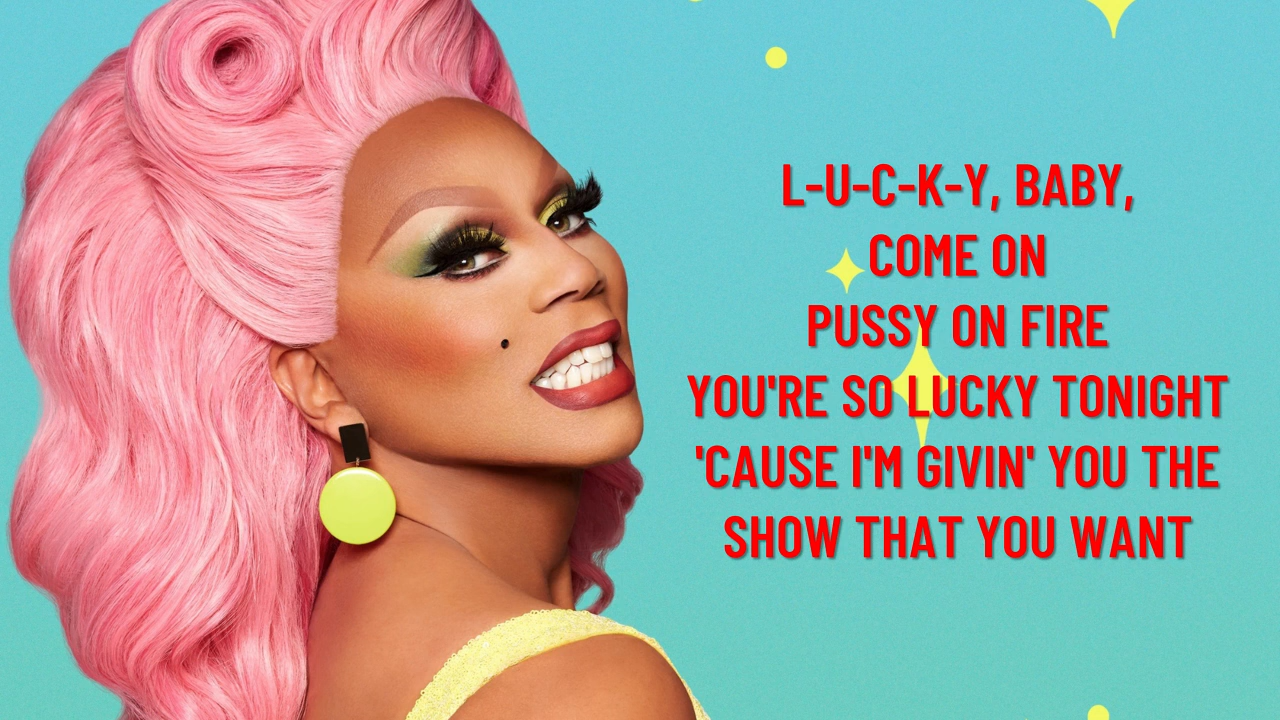 L-U-C-K-Y, BABY,
COME ON
PUSSY ON FIRE
YOU'RE SO LUCKY TONIGHT
'CAUSE I'M GIVIN' YOU THE
SHOW THAT YOU WANT